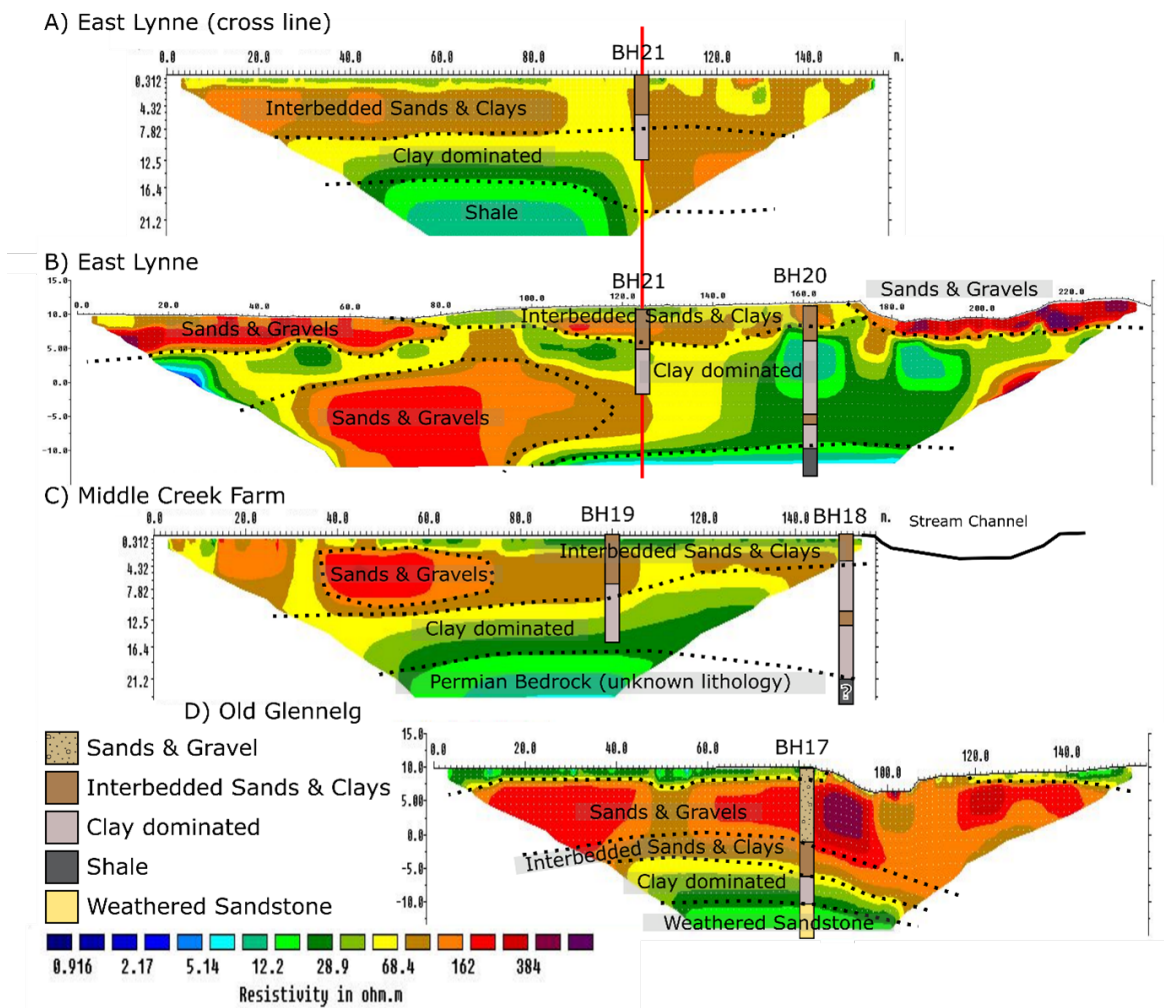 A) East Lynne (cross line)
BH21
0.0 20.0 40.0 60.0 80.0 120.0 140.0 m.
0.312
4.32
7.82
12.5
16.4
21.2
Interbedded Sands & Clays
Clay dominated
Shale
B) East Lynne
BH21
BH20
15.0
10.0
5.00
0.0
-5.0
-10.0
0.0 20.0 40.0 60.0 80.0 100.0 120.0 140.0 160.0 180.0 200.0 220.0
Sands & Gravels
Sands & Gravels
Interbedded Sands & Clays
Clay dominated
Sands & Gravels
C) Middle Creek Farm
BH19
BH18
0.0 20.0 40.0 60.0 80.0 120.0 140.0 m.
Stream Channel
0.312
4.32
7.82
12.5
16.4
21.2
Interbedded Sands & Clays
Sands & Gravels
Clay dominated
Permian Bedrock (unknown lithology)
?
D) Old Glennelg
BH17
15.0
10.0
5.00
0.0
-5.0
-10.0
0.0 20.0 40.0 60.0 100.0 120.0 140.0
Sands & Gravels
Interbedded Sands & Clays
Clay dominated
Weathered Sandstone
Sands & Gravel
Interbedded Sands & Clays
Clay dominated
Shale
Weathered Sandstone
0.916 2.17 5.14 12.2 28.9 68.4 162 384
Resistivity in ohm.m